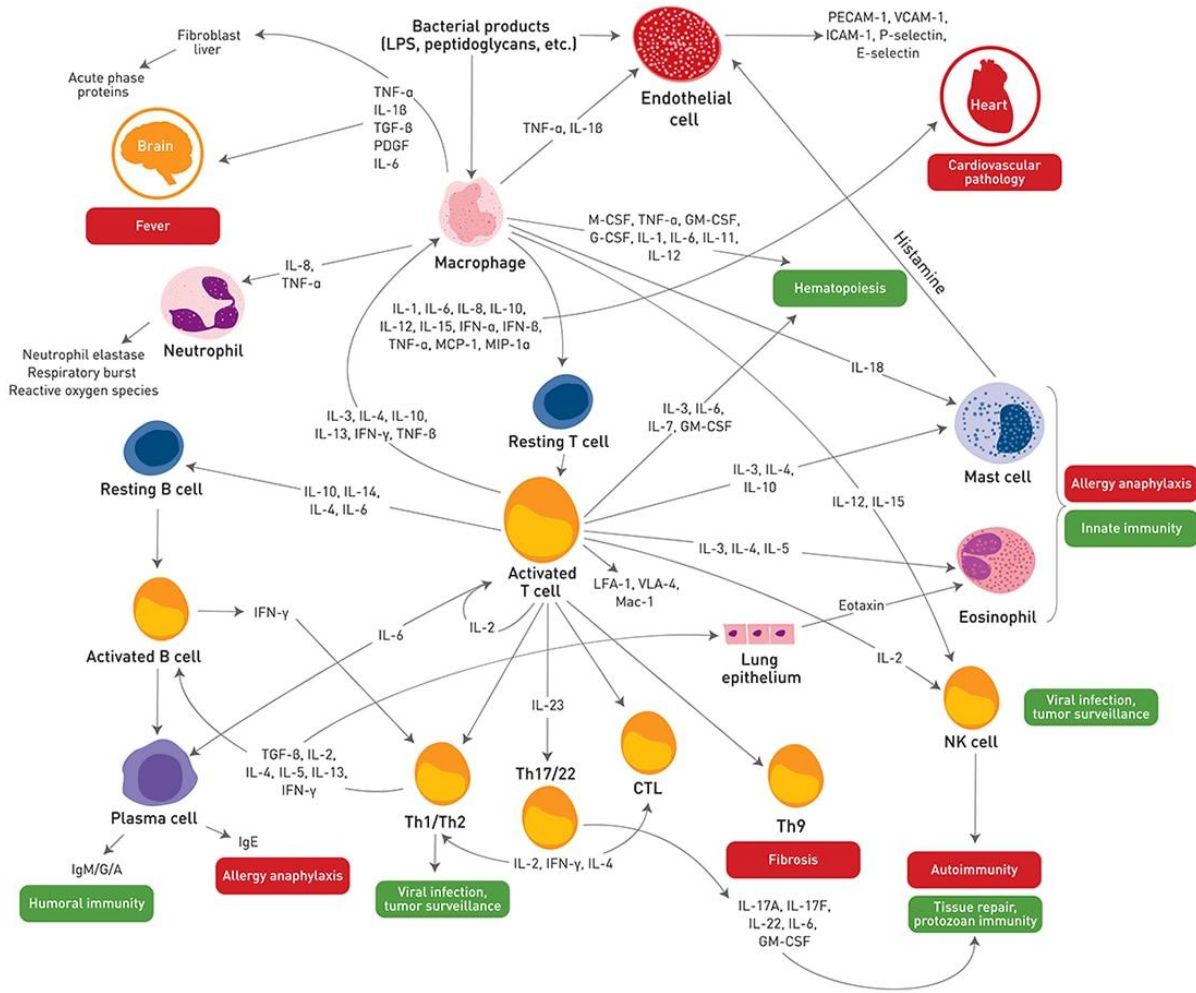 Bacterial products
(LPS, peptidoglycans, etc.)
PECAM-1, VCAM-1,
ICAM-1, P-selectin,
E-selectin
Fibroblast
liver
Acute phase
proteins
TNF-α
IL-1ß
TGF-ß
PDGF
IL-6
Brain
Fever
Endothelial
cell
TNF-α, IL-1ß
Heart
Cardiovascular
pathology
Macrophage
M-CSF, TNF-α, GM-CSF,
G-CSF, IL-1, IL-6, IL-11,
IL-12
Histamine
Hematopoiesis
IL-8,
TNF-α
Neutrophil
Neutrophil elastase
Respiratory burst
Reactive oxygen species
IL-1, IL-6, IL-8, IL-10,
IL-12, IL-15, IFN-α, IFN-ß,
TNF-α, MCP-1, MIP-1α
IL-18
IL-3, IL-4, IL-10,
IL-13, IFN-γ, TNF-ß
Resting T cell
IL-3, IL-6,
IL-7, GM-CSF
Mast cell
Resting B cell
IL-10, IL-14,
IL-4, IL-6
IL-3, IL-4,
IL-10
IL-12, IL-15
Allergy anaphylaxis
Innate immunity
IL-3, IL-4, IL-5
Activated
T cell
LFA-1, VLA-4,
Mac-1
Eosinophil
Eotaxin
IFN-γ
IL-2
IL-6
Activated B cell
Lung
epithelium
IL-2
Viral infection,
tumor surveillance
NK cell
IL-23
TGF-ß, IL-2,
IL-4, IL-5, IL-13,
IFN-γ
Th17/22
CTL
Plasma cell
Th1/Th2
Th9
IgE
IgM/G/A
Allergy anaphylaxis
Humoral immunity
IL-2, IFN-γ, IL-4
Viral infection,
tumor surveillance
Fibrosis
Autoimmunity
Tissue repair,
protozoan immunity
IL-17A, IL-17F,
IL-22, IL-6,
GM-CSF